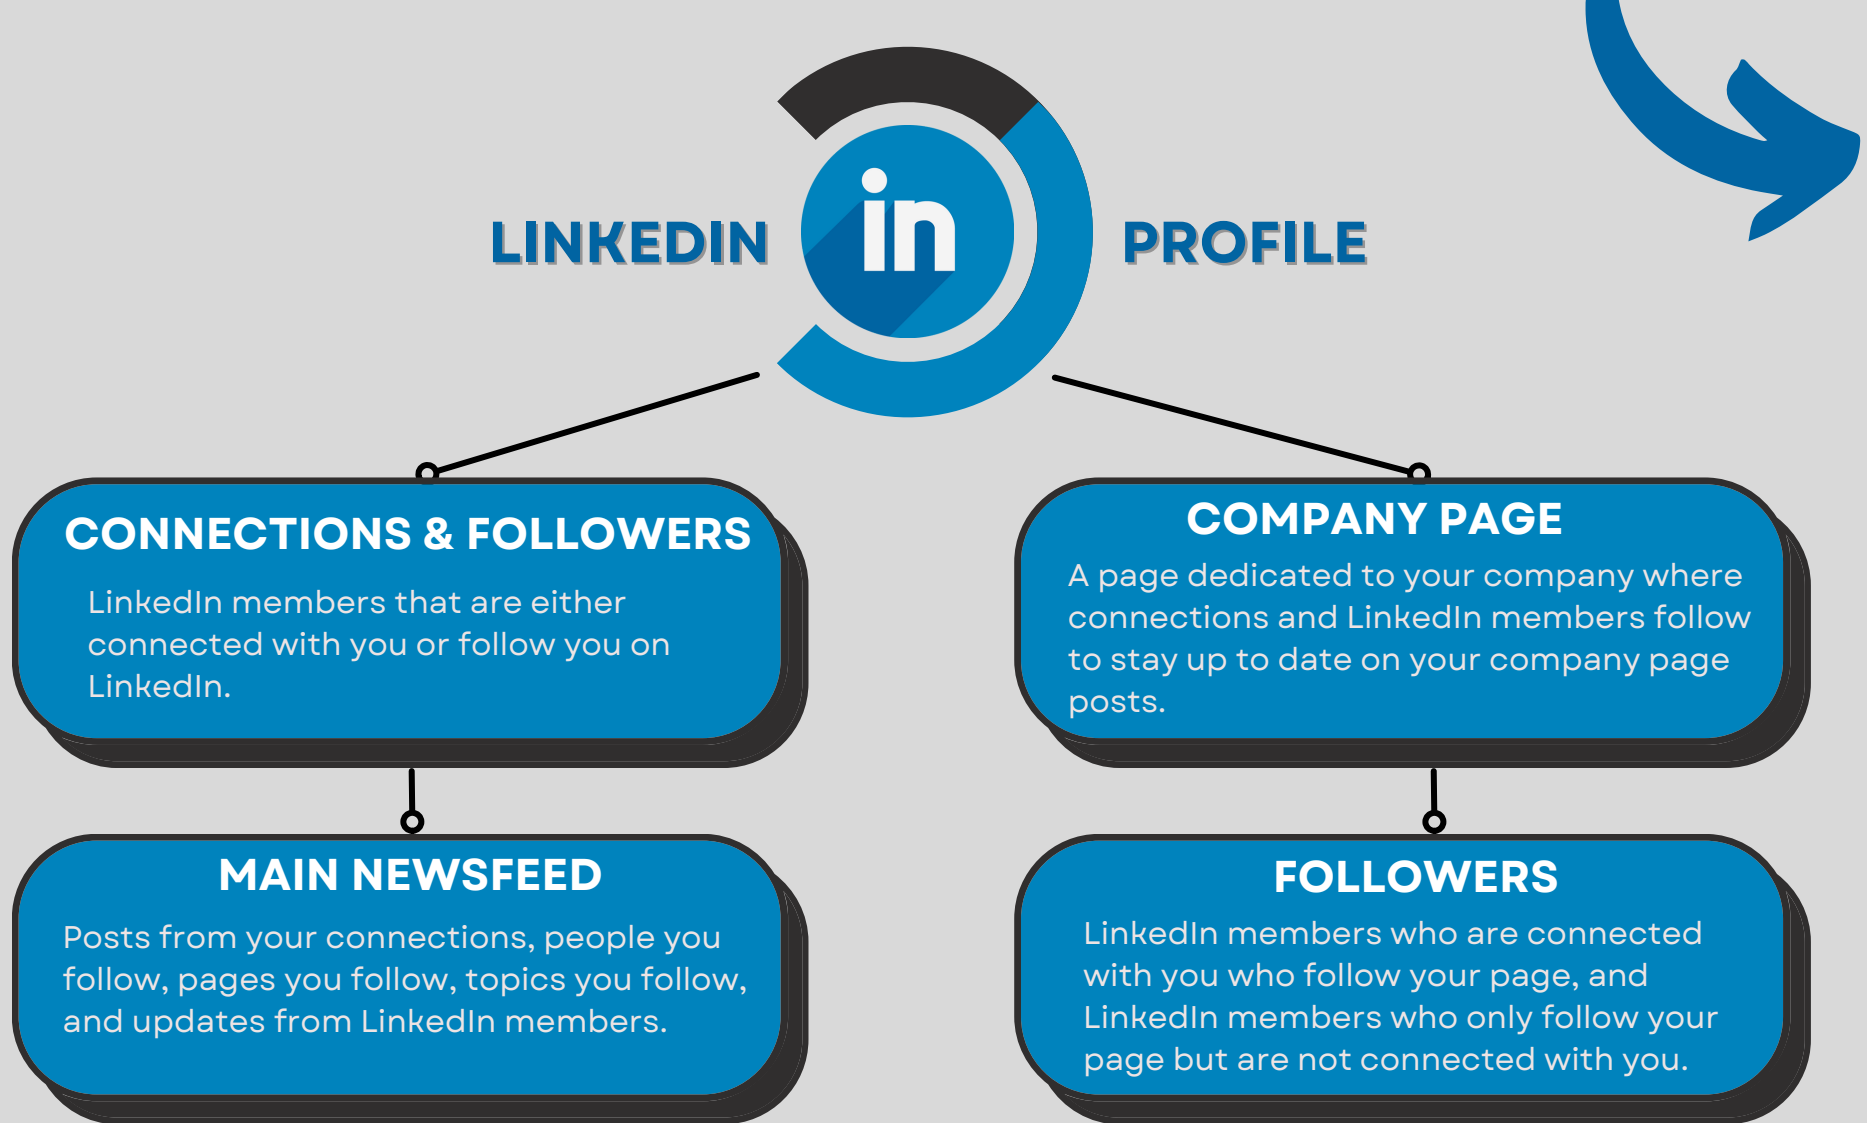 LINKEDIN
in
PROFILE
CONNECTIONS & FOLLOWERS
LinkedIn members that are either
connected with you or follow you on
LinkedIn.
COMPANY PAGE
A page dedicated to your company where
connections and LinkedIn members follow
to stay up to date on your company page
posts.
MAIN NEWSFEED
Posts from your connections, people you
follow, pages you follow, topics you follow,
and updates from LinkedIn members.
FOLLOWERS
LinkedIn members who are connected
with you who follow your page, and
LinkedIn members who only follow your
page but are not connected with you.